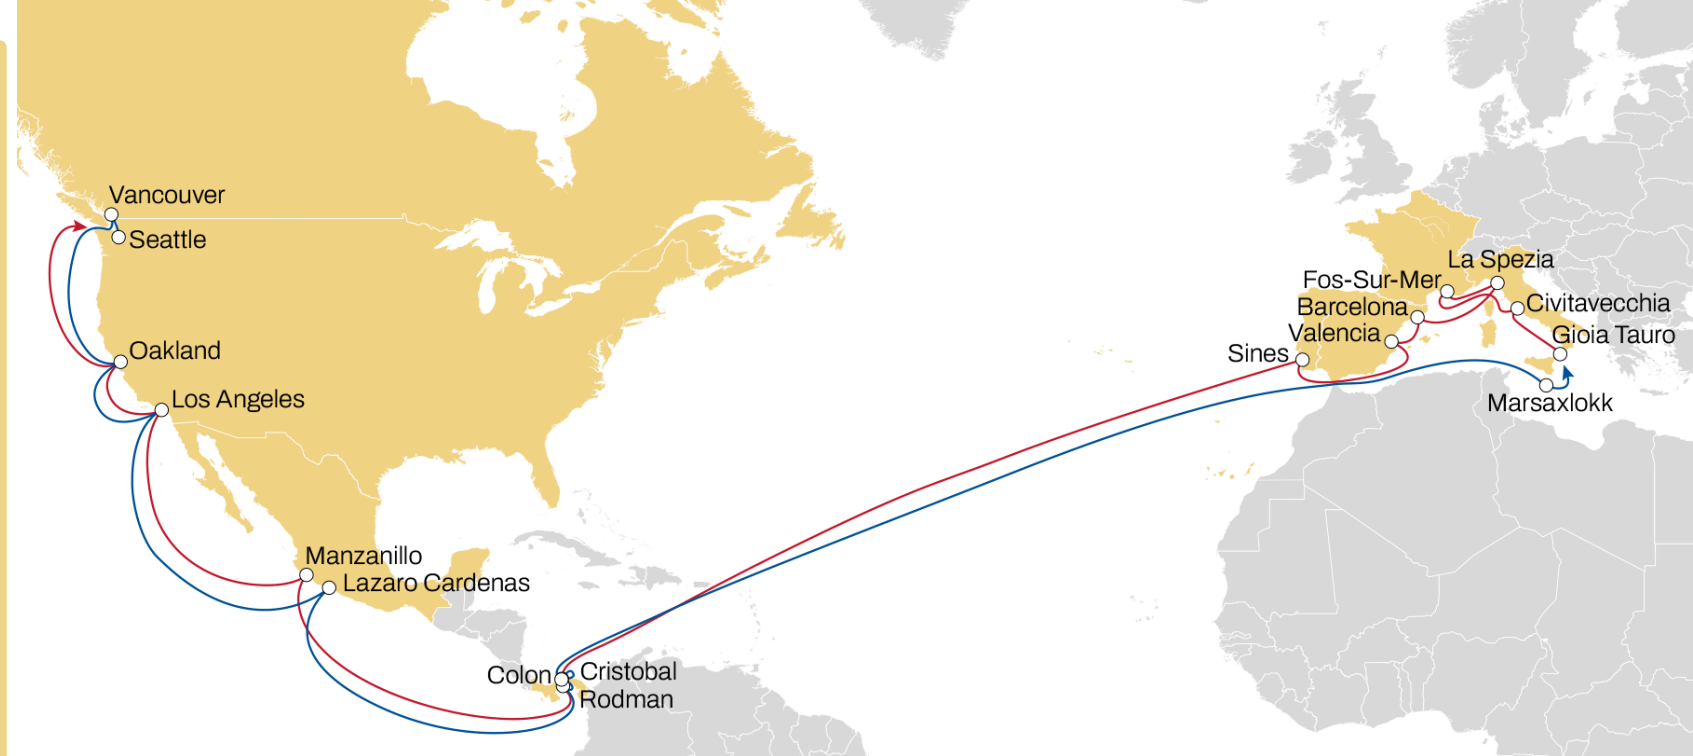 Vancouver
Seattle
Oakland
Los Angeles
Manzanillo
Lazaro Cardenas
Colon
Cristobal
Rodman
La Spezia
Fos-Sur-Mer
Barcelona
Civitavecchia
Valencia
Gioia Tauro
Sines
Marsaxlokk